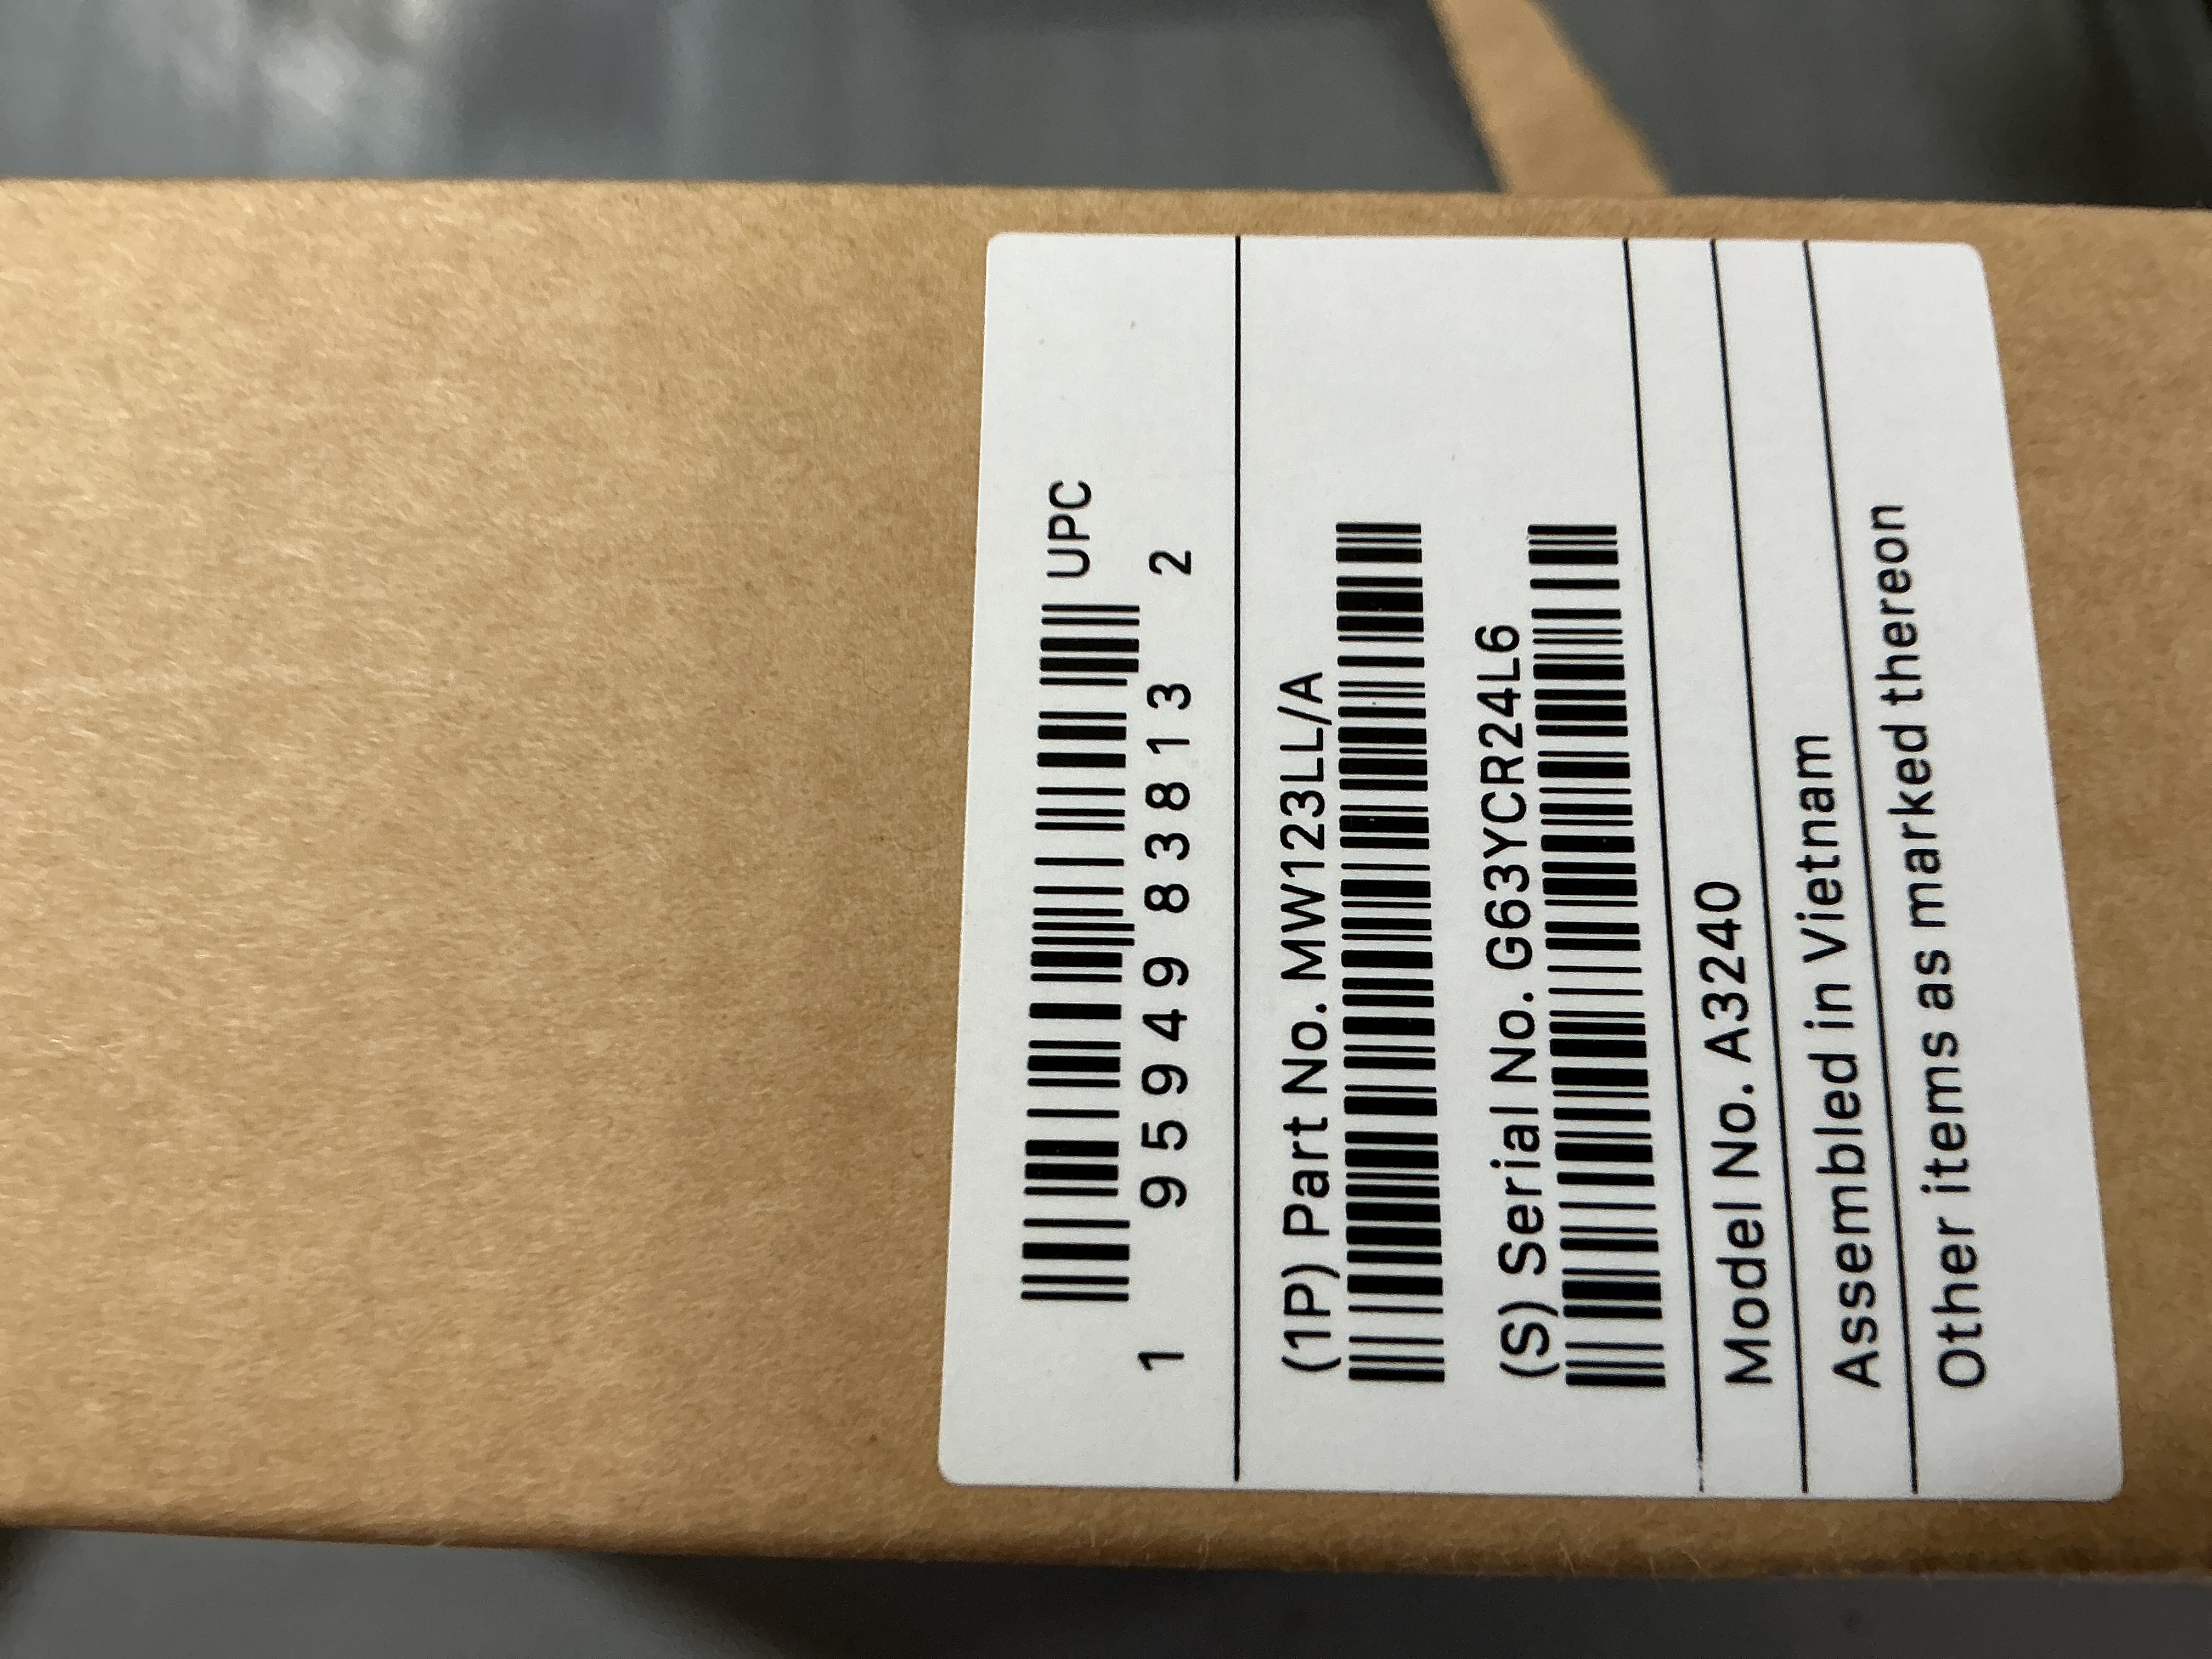 UPC
1 95949 83813 2
(1P) Part No. MW123LL/A
(S) Serial No. G63YCR24L6
Model No. A3240
Assembled in Vietnam
Other items as marked thereon